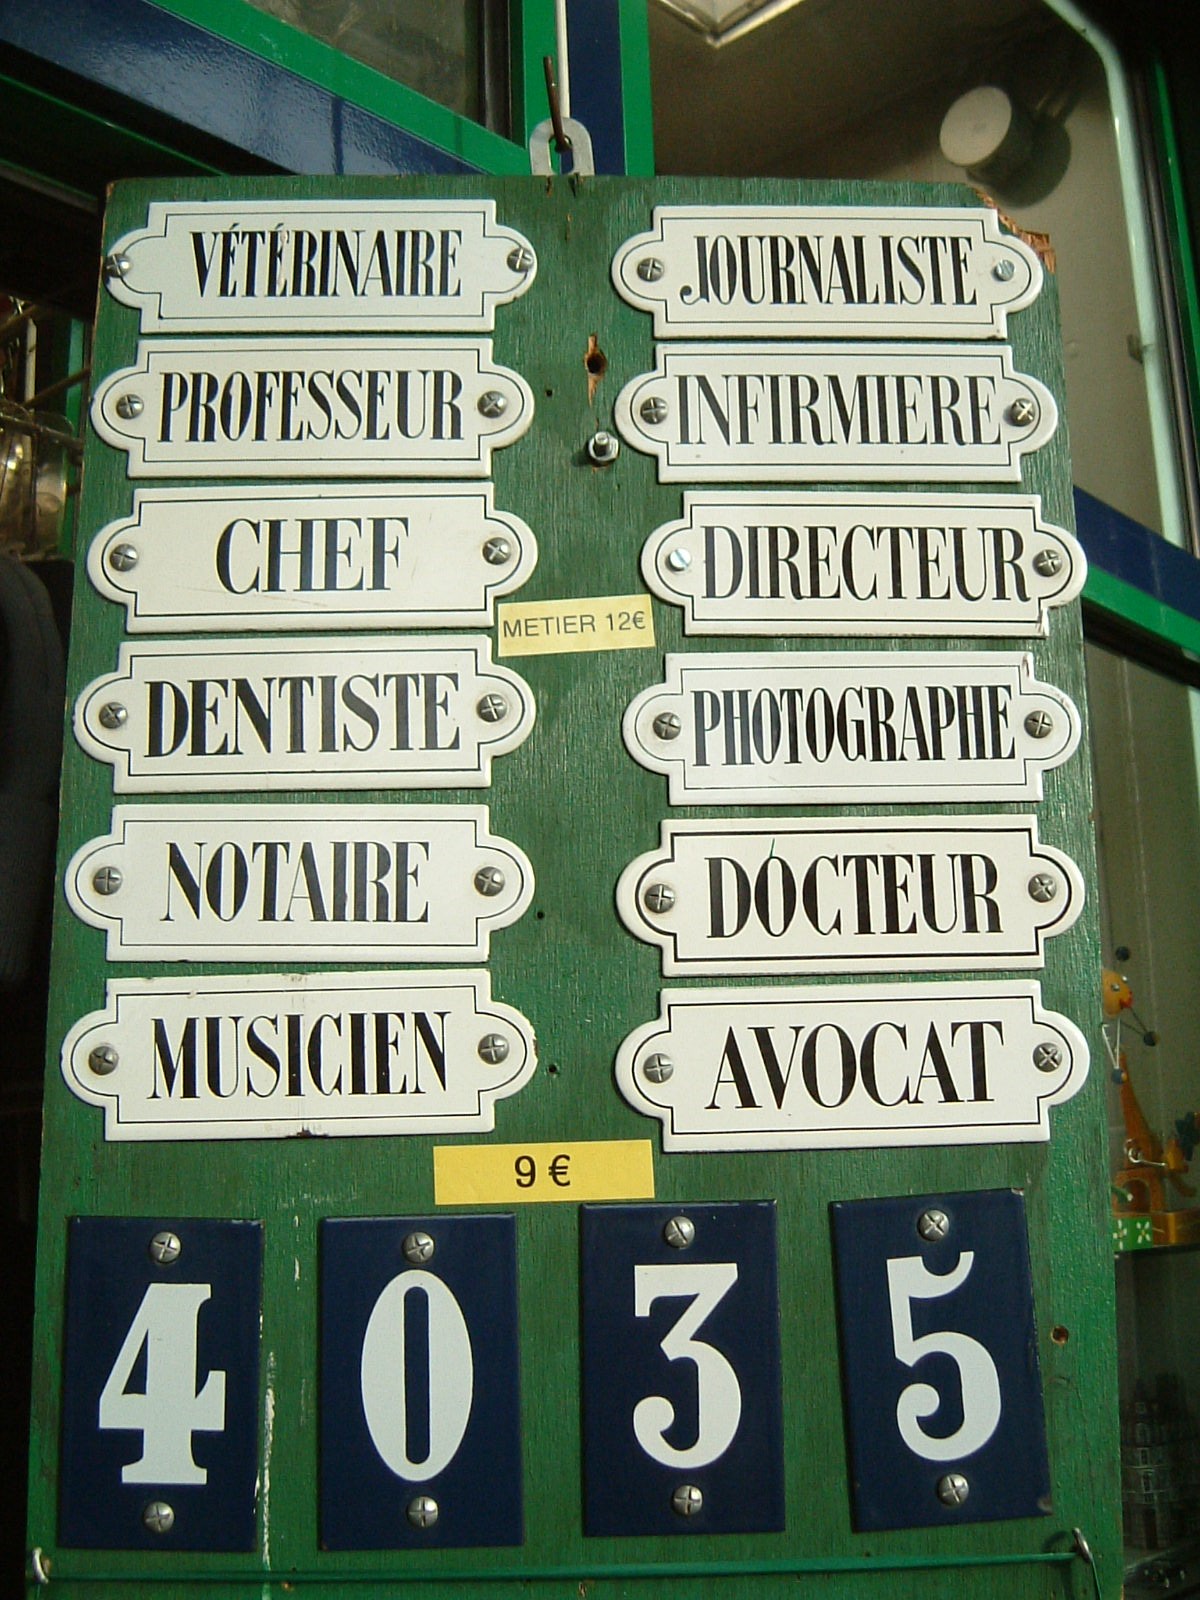 VÉTÉRINAIRE
JOURNALISTE
PROFESSEUR
INFIRMIERE
CHEF
DIRECTEUR
METIER 12€
DENTISTE
PHOTOGRAPHE
NOTAIRE
DOCTEUR
MUSICIEN
AVOCAT
9 €
4 0 3 5